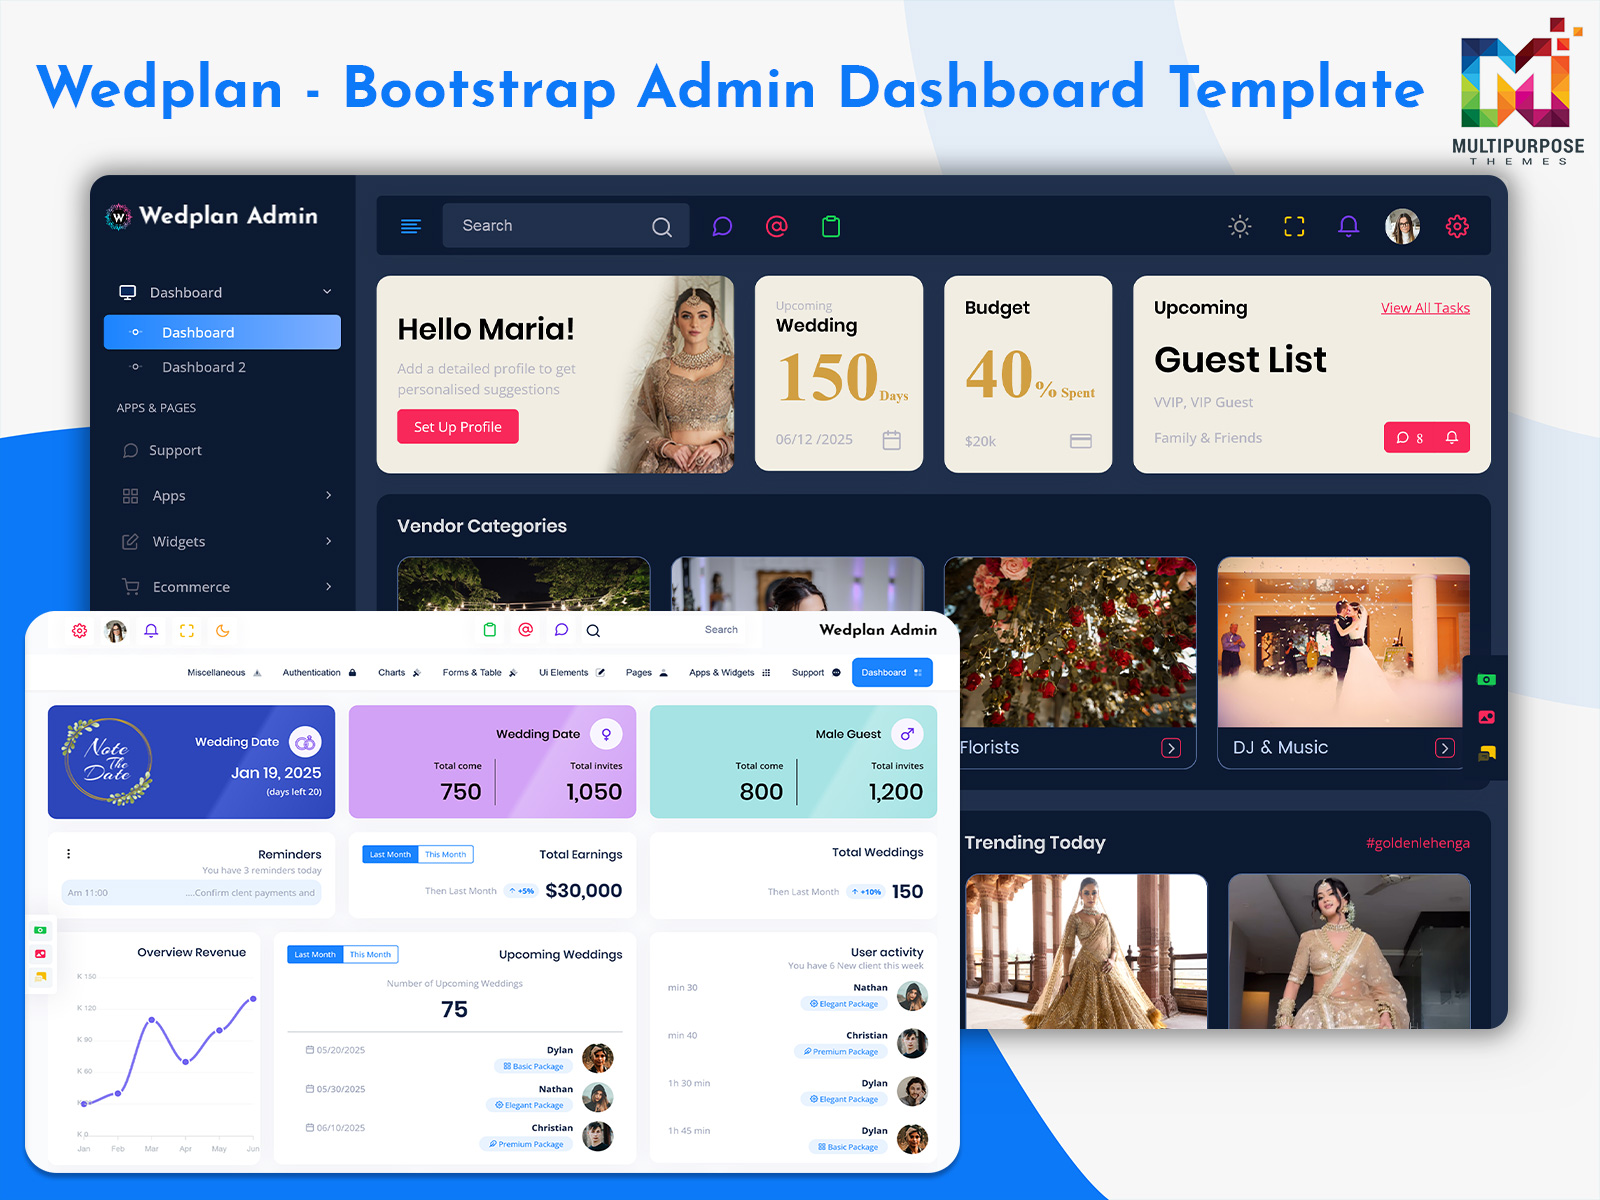 Wedplan - Bootstrap Admin Dashboard Template
MULTIPURPOSE
THEMES
W Wedplan Admin
Search
Dashboard
Dashboard
Dashboard 2
APPS & PAGES
Support
Apps
Widgets
Ecommerce
Hello Maria!
Add a detailed profile to get
personalised suggestions
Set Up Profile
Upcoming
Wedding
150 Days
06/12 /2025
Budget
40% Spent
$20k
Upcoming
View All Tasks
Guest List
VVIP, VIP Guest
Family & Friends
8
Vendor Categories
Florists
DJ & Music
Trending Today
#goldenlehenga
Search
Wedplan Admin
Miscellaneous
Authentication
Charts
Forms & Table
Ui Elements
Pages
Apps & Widgets
Support
Dashboard
Note
The
Date
Wedding Date
Jan 19, 2025
(days left 20)
Wedding Date
Total come
Total invites
750
1,050
Male Guest
Total come
Total invites
800
1,200
Reminders
You have 3 reminders today
Am 11:00
....Confirm clent payments and
Last Month
This Month
Total Earnings
Then Last Month
+5%
$30,000
Total Weddings
Then Last Month
+10%
150
Overview Revenue
K 150
K 120
K 90
K 60
K 0
Jan
Feb
Mar
Apr
May
Jun
Last Month
This Month
Upcoming Weddings
Number of Upcoming Weddings
75
05/20/2025
Dylan
Basic Package
05/30/2025
Nathan
Elegant Package
06/10/2025
Christian
Premium Package
User activity
You have 6 New client this week
min 30
Nathan
Elegant Package
min 40
Christian
Premium Package
1h 30 min
Dylan
Elegant Package
1h 45 min
Dylan
Basic Package